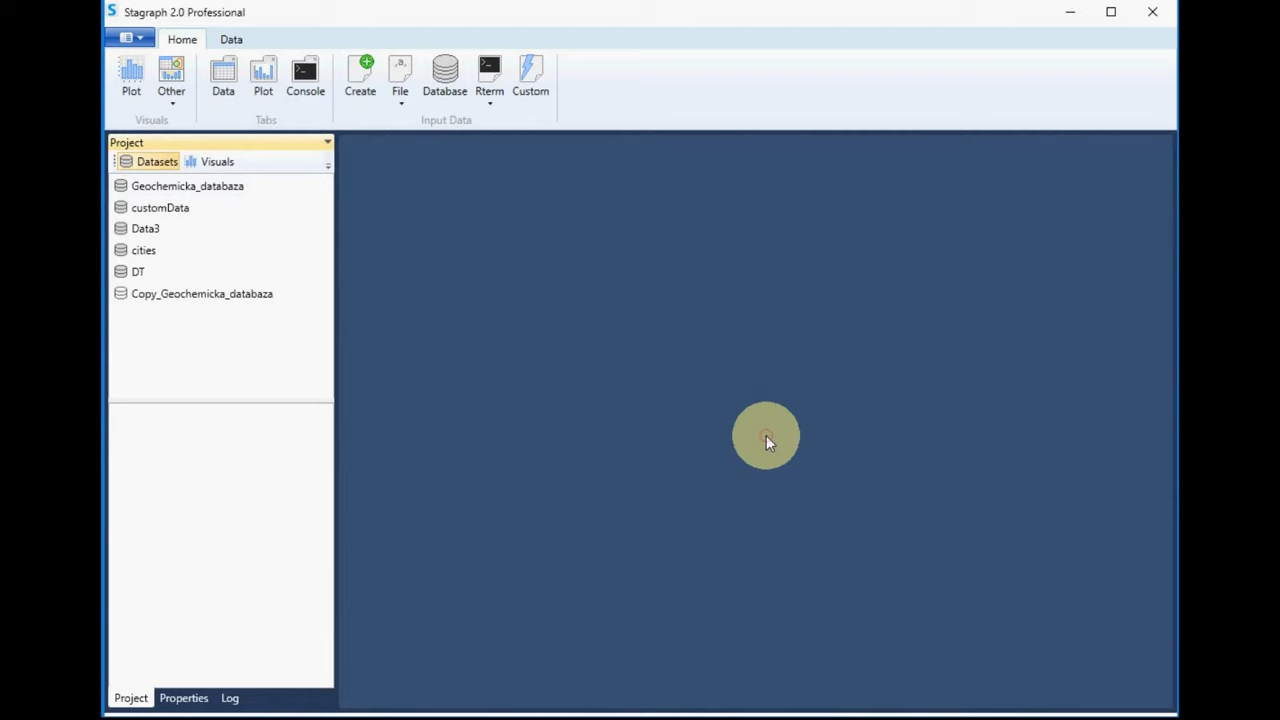 S Stagraph 2.0 Professional
Home Data
Plot Other Data Plot Console Create File Database Rterm Custom
Visuals Tabs Input Data
Project
Datasets Visuals
Geochemicka_databaza
customData
Data3
cities
DT
Copy_Geochemicka_databaza
Project Properties Log